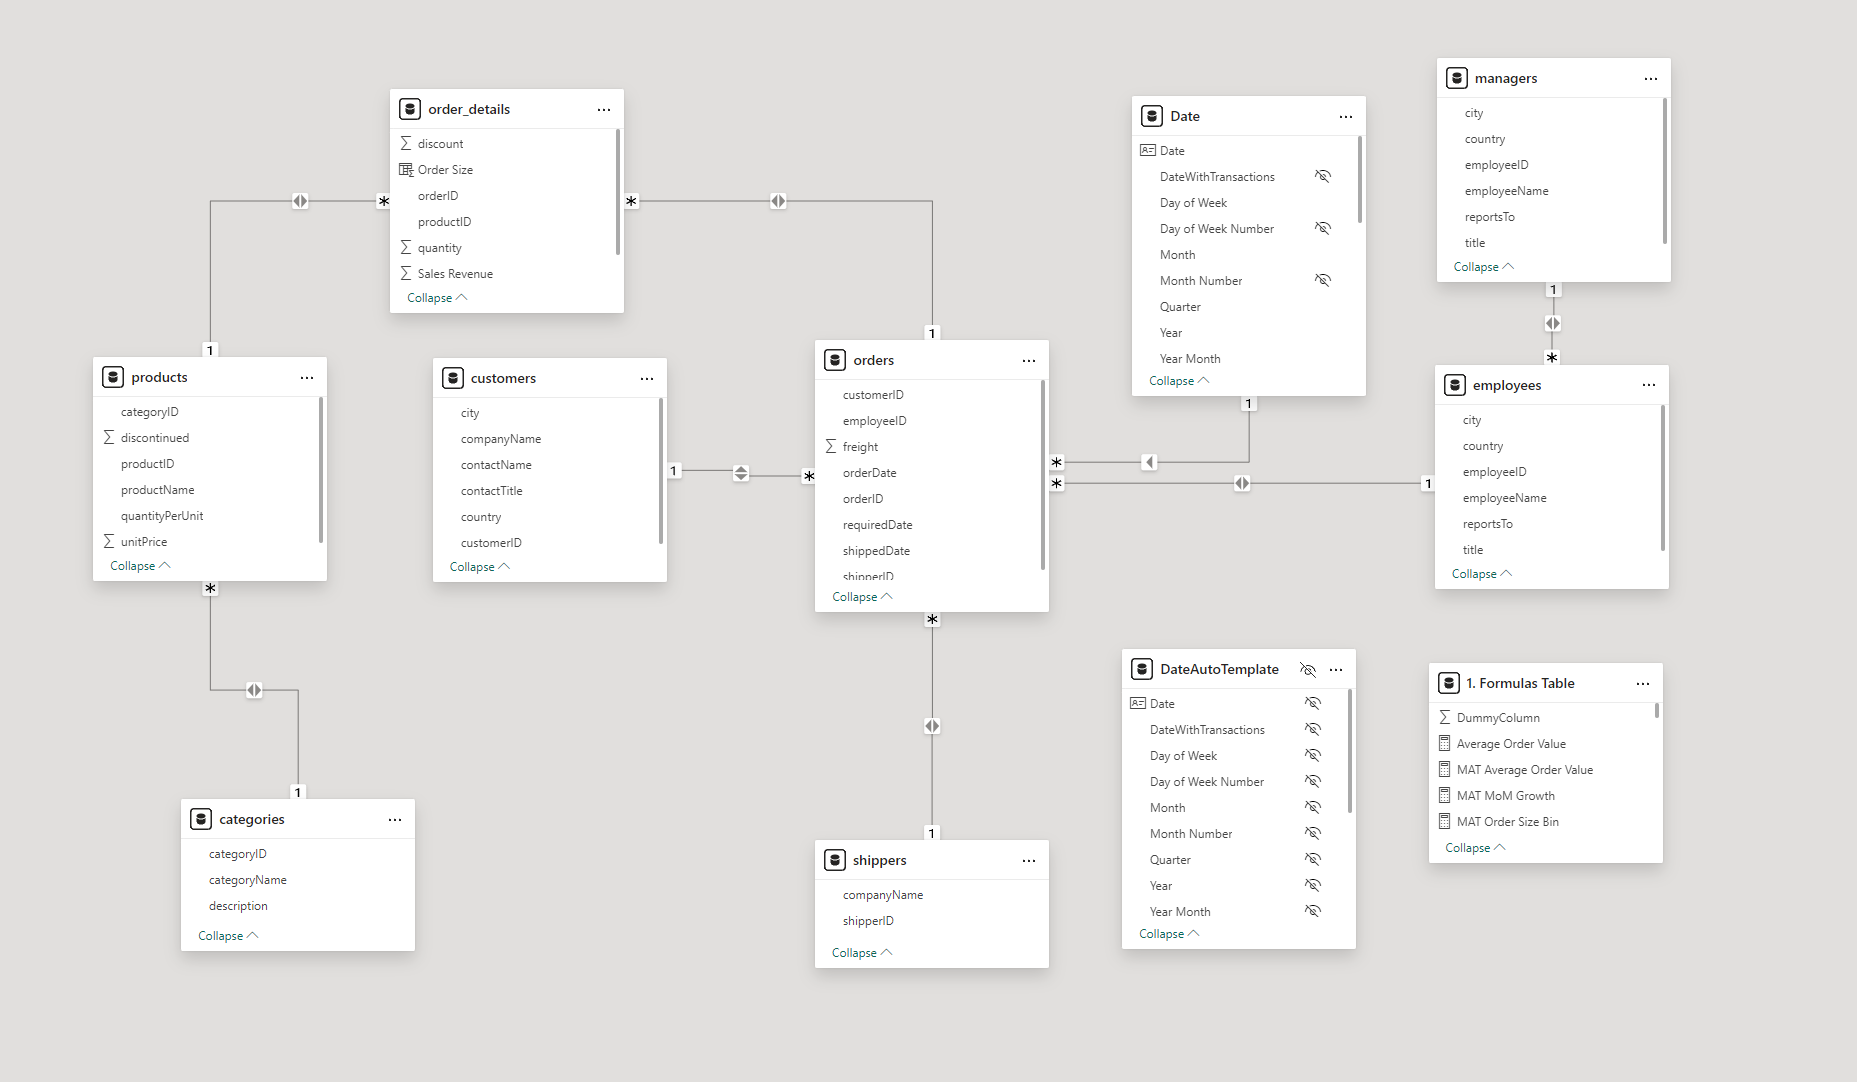 order_details
discount
Order Size
orderID
productID
quantity
Sales Revenue
Collapse
*
*
1
1
products
categoryID
discontinued
productID
productName
quantityPerUnit
unitPrice
Collapse
*
1
categories
categoryID
categoryName
description
Collapse
customers
city
companyName
contactName
contactTitle
country
customerID
Collapse
1
*
orders
customerID
employeeID
freight
orderDate
orderID
requiredDate
shippedDate
shipperID
Collapse
*
*
*
1
shippers
companyName
shipperID
Collapse
Date
Date
DateWithTransactions
Day of Week
Day of Week Number
Month
Month Number
Quarter
Year
Year Month
Collapse
1
managers
city
country
employeeID
employeeName
reportsTo
title
Collapse
1
*
employees
city
country
employeeID
employeeName
reportsTo
title
Collapse
1
DateAutoTemplate
Date
DateWithTransactions
Day of Week
Day of Week Number
Month
Month Number
Quarter
Year
Year Month
Collapse
1. Formulas Table
DummyColumn
Average Order Value
MAT Average Order Value
MAT MoM Growth
MAT Order Size Bin
Collapse